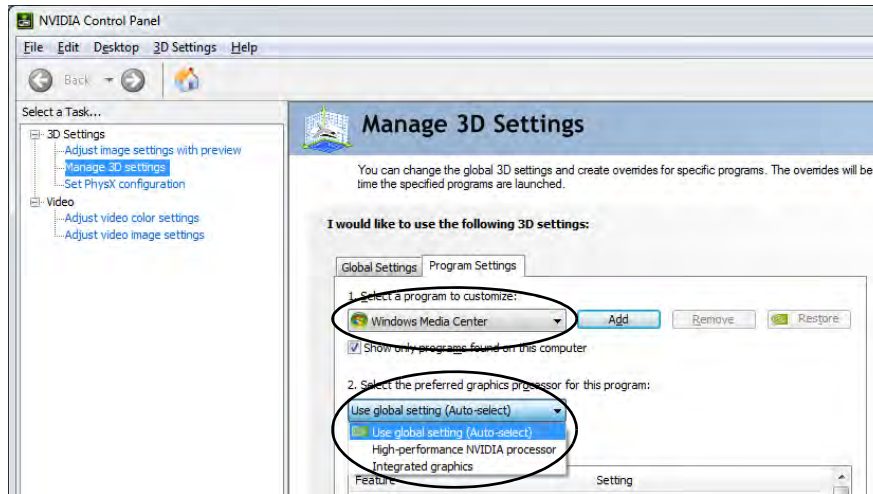 NVIDIA Control Panel
File Edit Desktop 3D Settings Help
Back
Select a Task...
3D Settings
Adjust image settings with preview
Manage 3D settings
Set PhysX configuration
Video
Adjust video color settings
Adjust video image settings
Manage 3D Settings
You can change the global 3D settings and create overrides for specific programs. The overrides will be
time the specified programs are launched.
I would like to use the following 3D settings:
Global Settings Program Settings
1. Select a program to customize:
Windows Media Center Add Remove Restore
Show only programs found on this computer
2. Select the preferred graphics processor for this program:
Use global setting (Auto-select)
Use global setting (Auto-select)
High-performance NVIDIA processor
Integrated graphics
Feature Setting